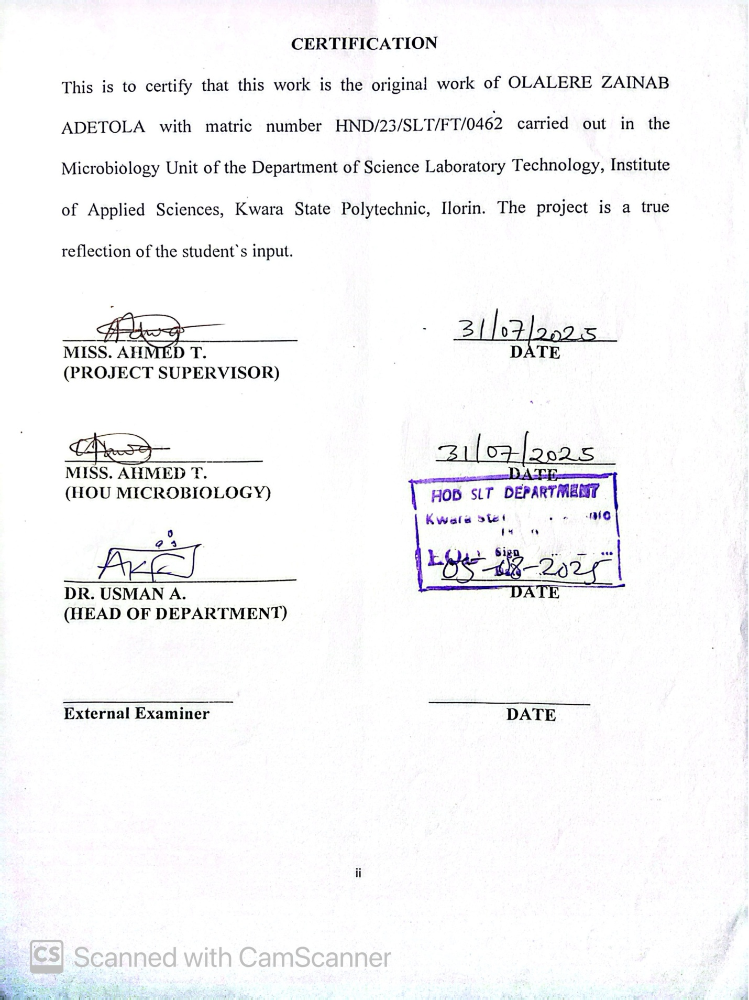 CERTIFICATION
This is to certify that this work is the original work of OLALERE ZAINAB
ADETOLA with matric number HND/23/SLT/FT/0462 carried out in the
Microbiology Unit of the Department of Science Laboratory Technology, Institute
of Applied Sciences, Kwara State Polytechnic, Ilorin. The project is a true
reflection of the student`s input.
31/07/2025
MISS. AHMED T. DATE
(PROJECT SUPERVISOR)
31/07/2025
MISS. AHMED T. DATE
(HOU MICROBIOLOGY)
HOD SLT DEPARTMENT
Kwara
Sign
05-08-2025
DR. USMAN A. DATE
(HEAD OF DEPARTMENT)
External Examiner DATE
ii
CS Scanned with CamScanner